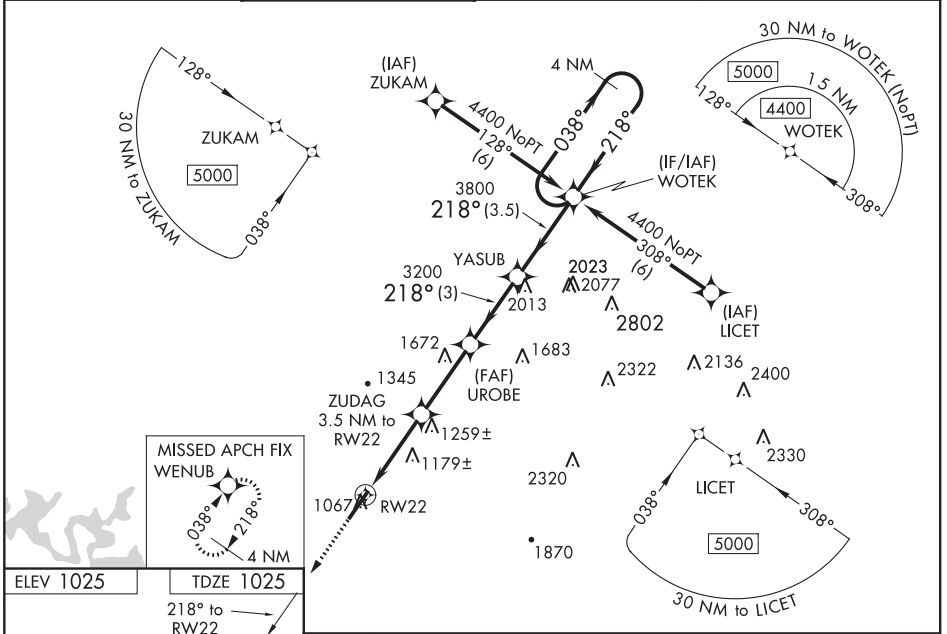 30 NM to WOTEK (NoPT)
5000
15 NM
4400
128°
WOTEK
308°
128°
ZUKAM
5000
30 NM to ZUKAM
038°
(IAF)
ZUKAM
4400 NoPT
128°
(6)
4 NM
038°
218°
(IF/IAF)
WOTEK
3800
218° (3.5)
4400 NoPT
308°
(6)
(IAF)
LICET
YASUB
3200
218° (3)
2013
2023
2077
2802
1672
1683
(FAF)
UROBE
2322
2136
2400
1345
ZUDAG
3.5 NM to
RW22
1259±
1179±
2320
2330
1067
RW22
1870
LICET
038°
308°
5000
30 NM to LICET
MISSED APCH FIX
WENUB
038°
218°
4 NM
ELEV 1025
TDZE 1025
218° to
RW22